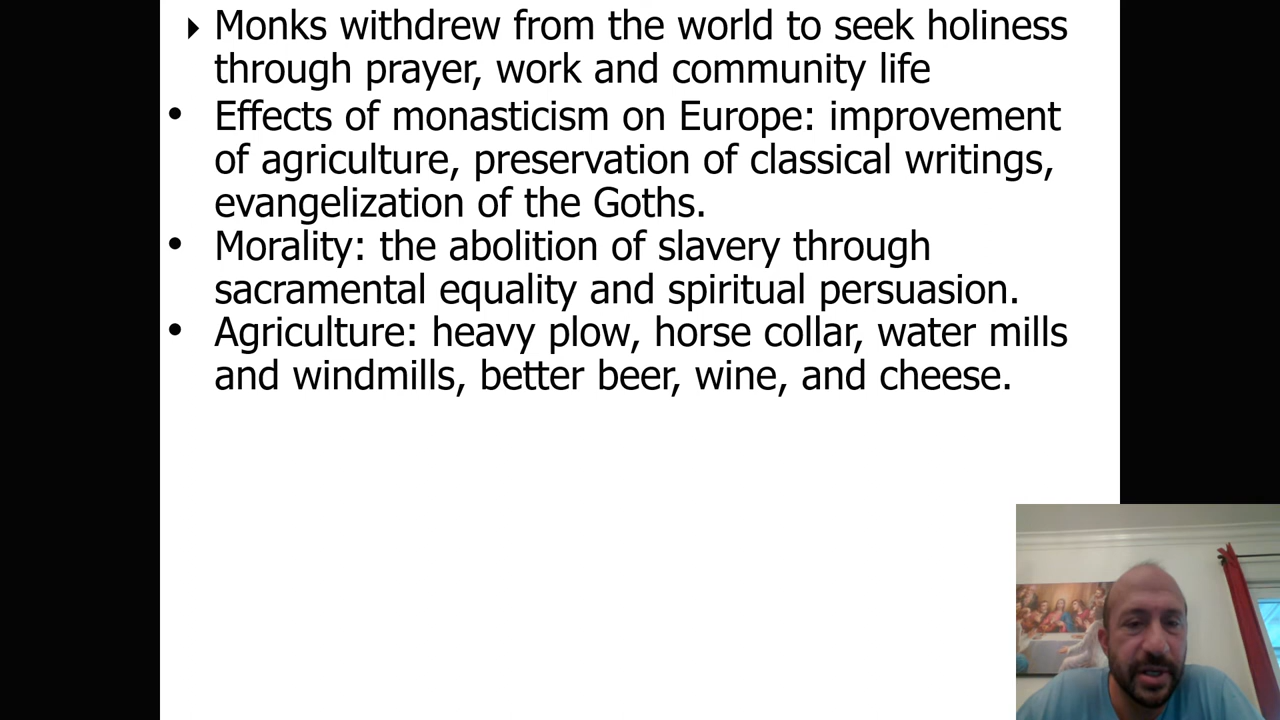 Monks withdrew from the world to seek holiness
through prayer, work and community life
• Effects of monasticism on Europe: improvement
of agriculture, preservation of classical writings,
evangelization of the Goths.
• Morality: the abolition of slavery through
sacramental equality and spiritual persuasion.
• Agriculture: heavy plow, horse collar, water mills
and windmills, better beer, wine, and cheese.